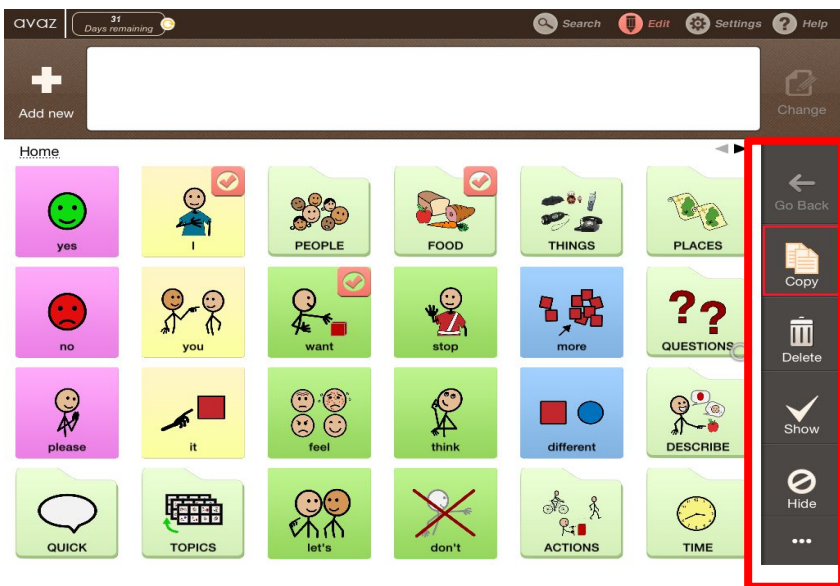 avaz
31
Days remaining
Search
Edit
Settings
? Help
Add new
Change
Home
yes
I
PEOPLE
FOOD
THINGS
PLACES
Go Back
no
you
want
stop
more
??
QUESTIONS
Copy
Delete
please
it
feel
think
different
DESCRIBE
Show
QUICK
TOPICS
let's
don't
ACTIONS
TIME
Hide
•••